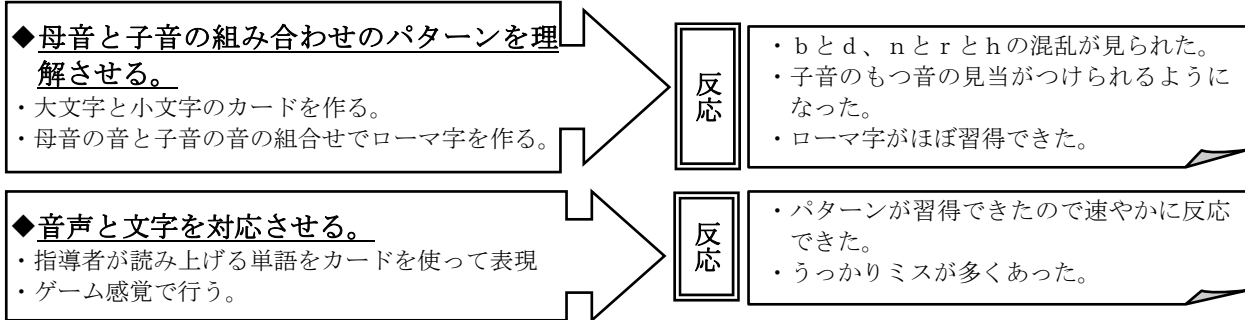 ◆母音と子音の組み合わせのパターンを理
解させる。
・大文字と小文字のカードを作る。
・母音の音と子音の音の組合せでローマ字を作る。
反応
・ｂとｄ、ｎとｒとｈの混乱が見られた。
・子音のもつ音の見当がつけられるように
なった。
・ローマ字がほぼ習得できた。
◆音声と文字を対応させる。
・指導者が読み上げる単語をカードを使って表現
・ゲーム感覚で行う。
反応
・パターンが習得できたので速やかに反応
できた。
・うっかりミスが多くあった。